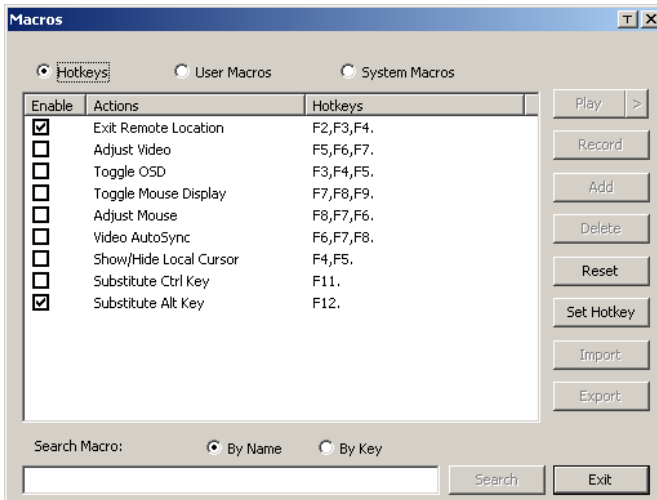 Macros T X
Hotkeys User Macros System Macros
Enable Actions Hotkeys
Exit Remote Location F2,F3,F4.
Adjust Video F5,F6,F7.
Toggle OSD F3,F4,F5.
Toggle Mouse Display F7,F8,F9.
Adjust Mouse F8,F7,F6.
Video AutoSync F6,F7,F8.
Show/Hide Local Cursor F4,F5.
Substitute Ctrl Key F11.
Substitute Alt Key F12.
Play >
Record
Add
Delete
Reset
Set Hotkey
Import
Export
Search Macro: By Name By Key
Search Exit